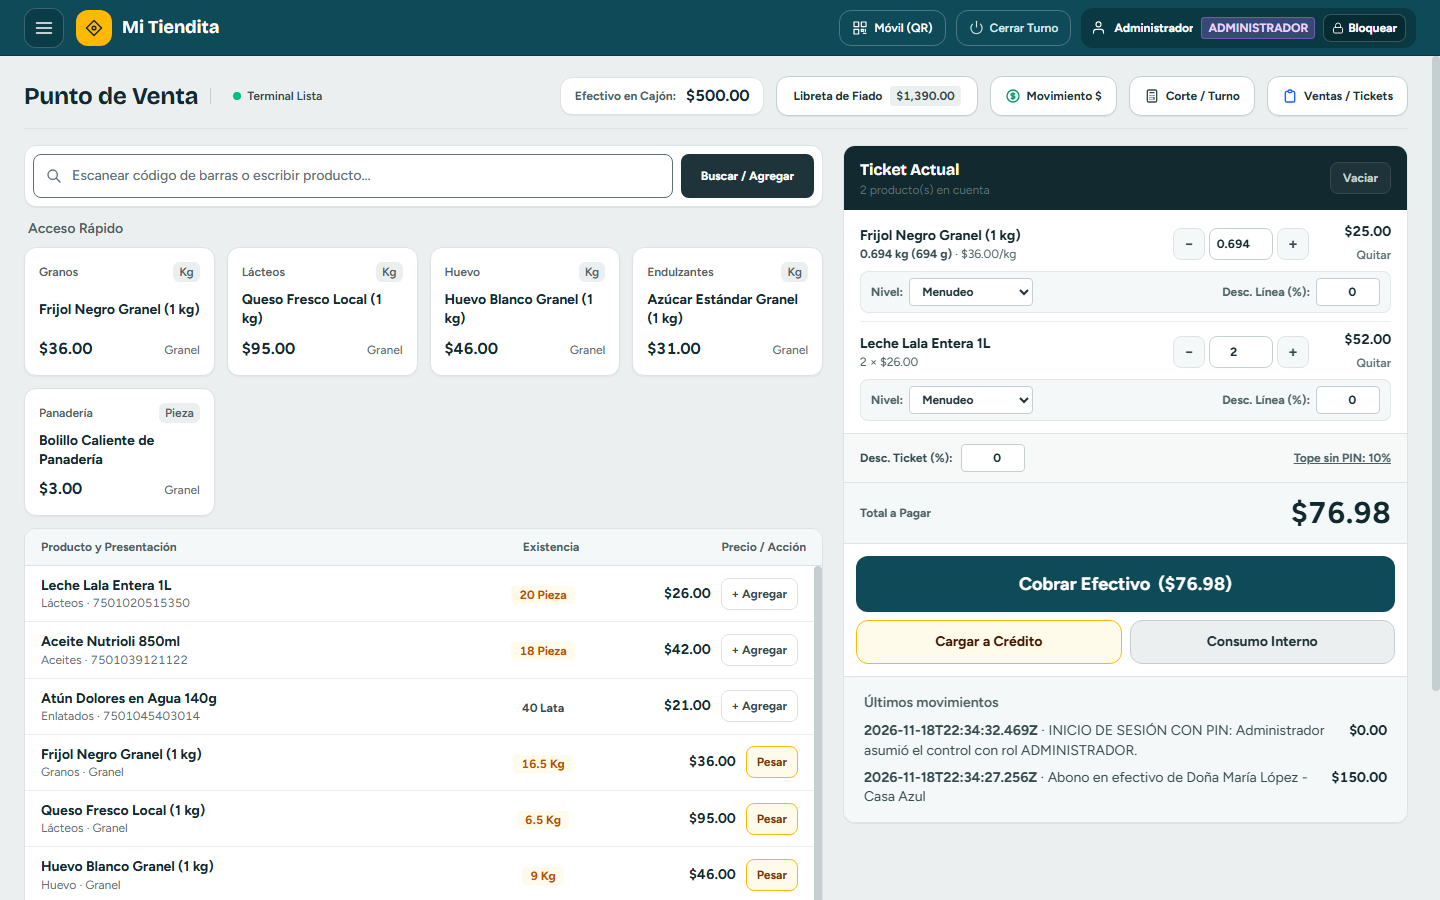 Mi Tiendita
Móvil (QR)
Cerrar Turno
Administrador
ADMINISTRADOR
Bloquear
Punto de Venta
Terminal Lista
Efectivo en Cajón: $500.00
Libreta de Fiado $1,390.00
Movimiento $
Corte / Turno
Ventas / Tickets
Escanear código de barras o escribir producto...
Buscar / Agregar
Acceso Rápido
Granos Kg
Frijol Negro Granel (1 kg)
$36.00 Granel
Lácteos Kg
Queso Fresco Local (1
kg)
$95.00 Granel
Huevo Kg
Huevo Blanco Granel (1
kg)
$46.00 Granel
Endulzantes Kg
Azúcar Estándar Granel
(1 kg)
$31.00 Granel
Panadería Pieza
Bolillo Caliente de
Panadería
$3.00 Granel
Producto y Presentación Existencia Precio / Acción
Leche Lala Entera 1L
Lácteos · 7501020515350
20 Pieza $26.00 + Agregar
Aceite Nutrioli 850ml
Aceites · 7501039121122
18 Pieza $42.00 + Agregar
Atún Dolores en Agua 140g
Enlatados · 7501045403014
40 Lata $21.00 + Agregar
Frijol Negro Granel (1 kg)
Granos · Granel
16.5 Kg $36.00 Pesar
Queso Fresco Local (1 kg)
Lácteos · Granel
6.5 Kg $95.00 Pesar
Huevo Blanco Granel (1 kg)
Huevo · Granel
9 Kg $46.00 Pesar
Ticket Actual
2 producto(s) en cuenta
Vaciar
Frijol Negro Granel (1 kg)
0.694 kg (694 g) · $36.00/kg
− 0.694 +
$25.00
Quitar
Nivel: Menudeo Desc. Línea (%): 0
Leche Lala Entera 1L
2 × $26.00
− 2 +
$52.00
Quitar
Nivel: Menudeo Desc. Línea (%): 0
Desc. Ticket (%): 0 Tope sin PIN: 10%
Total a Pagar $76.98
Cobrar Efectivo ($76.98)
Cargar a Crédito
Consumo Interno
Últimos movimientos
2026-11-18T22:34:32.469Z · INICIO DE SESIÓN CON PIN: Administrador $0.00
asumió el control con rol ADMINISTRADOR.
2026-11-18T22:34:27.256Z · Abono en efectivo de Doña María López - $150.00
Casa Azul